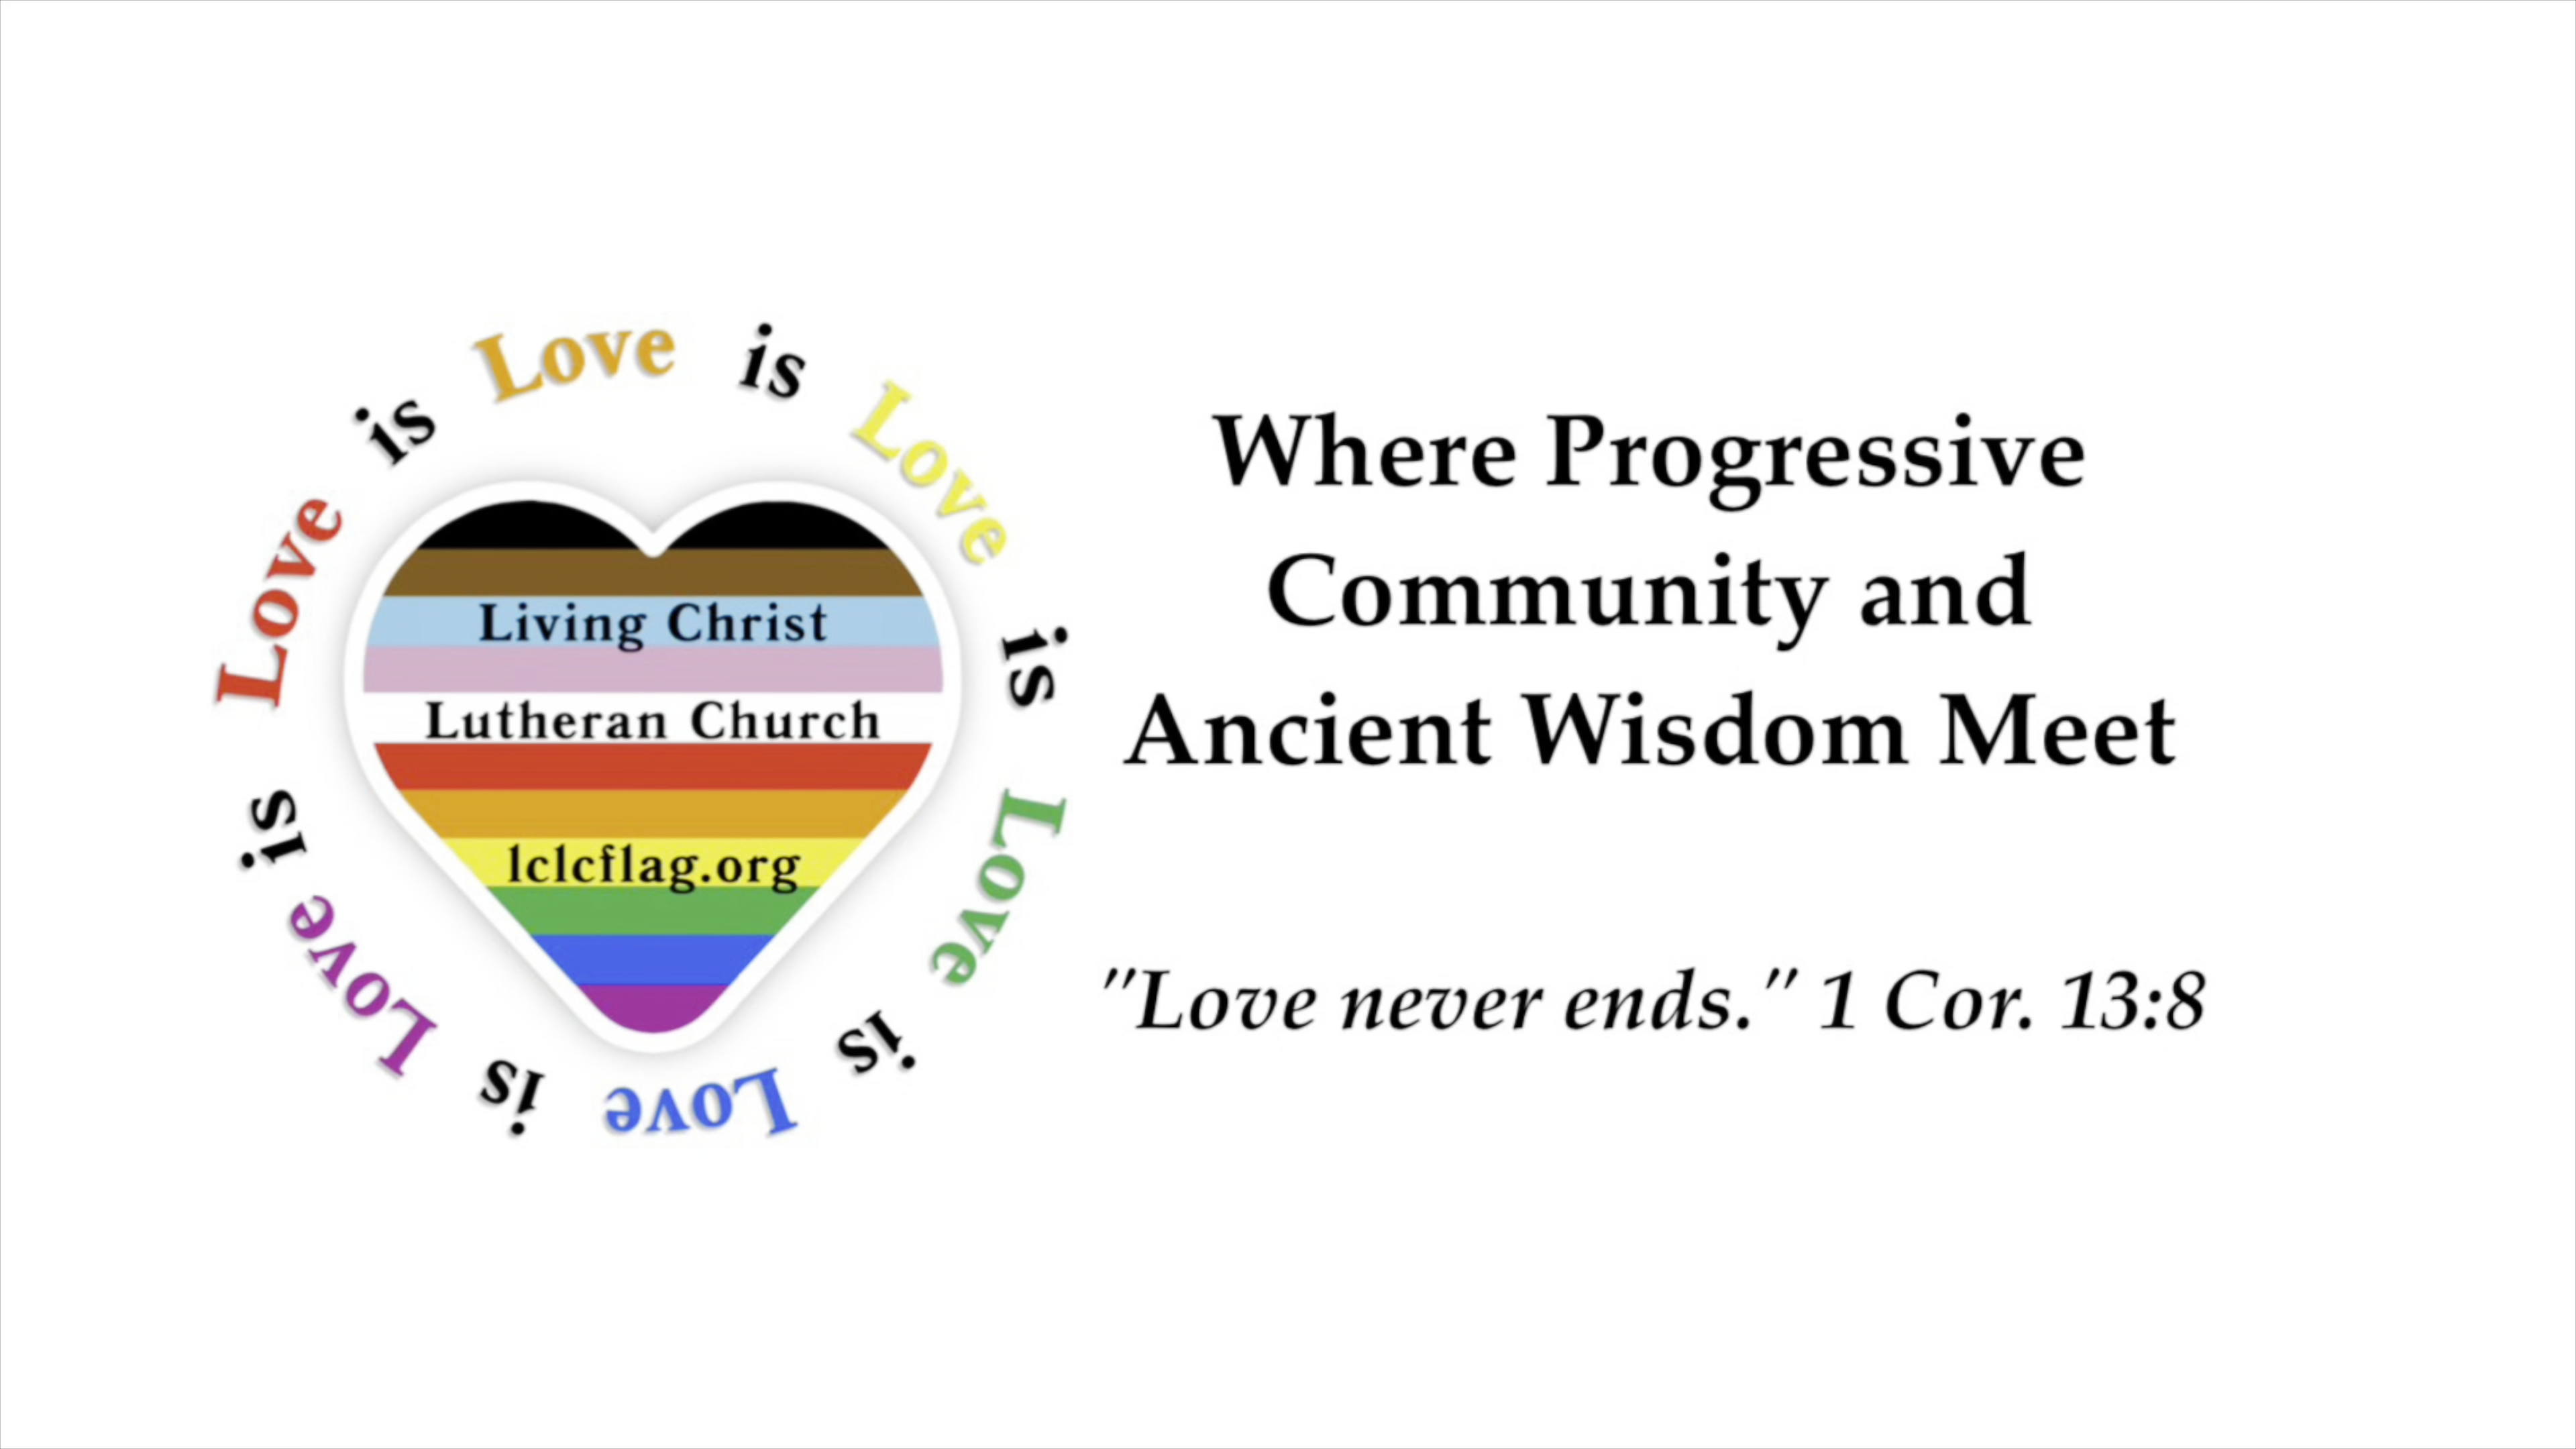 Love is Love is Love is Love is Love is Love is
Living Christ
Lutheran Church
lclcflag.org
Where Progressive
Community and
Ancient Wisdom Meet
"Love never ends." 1 Cor. 13:8